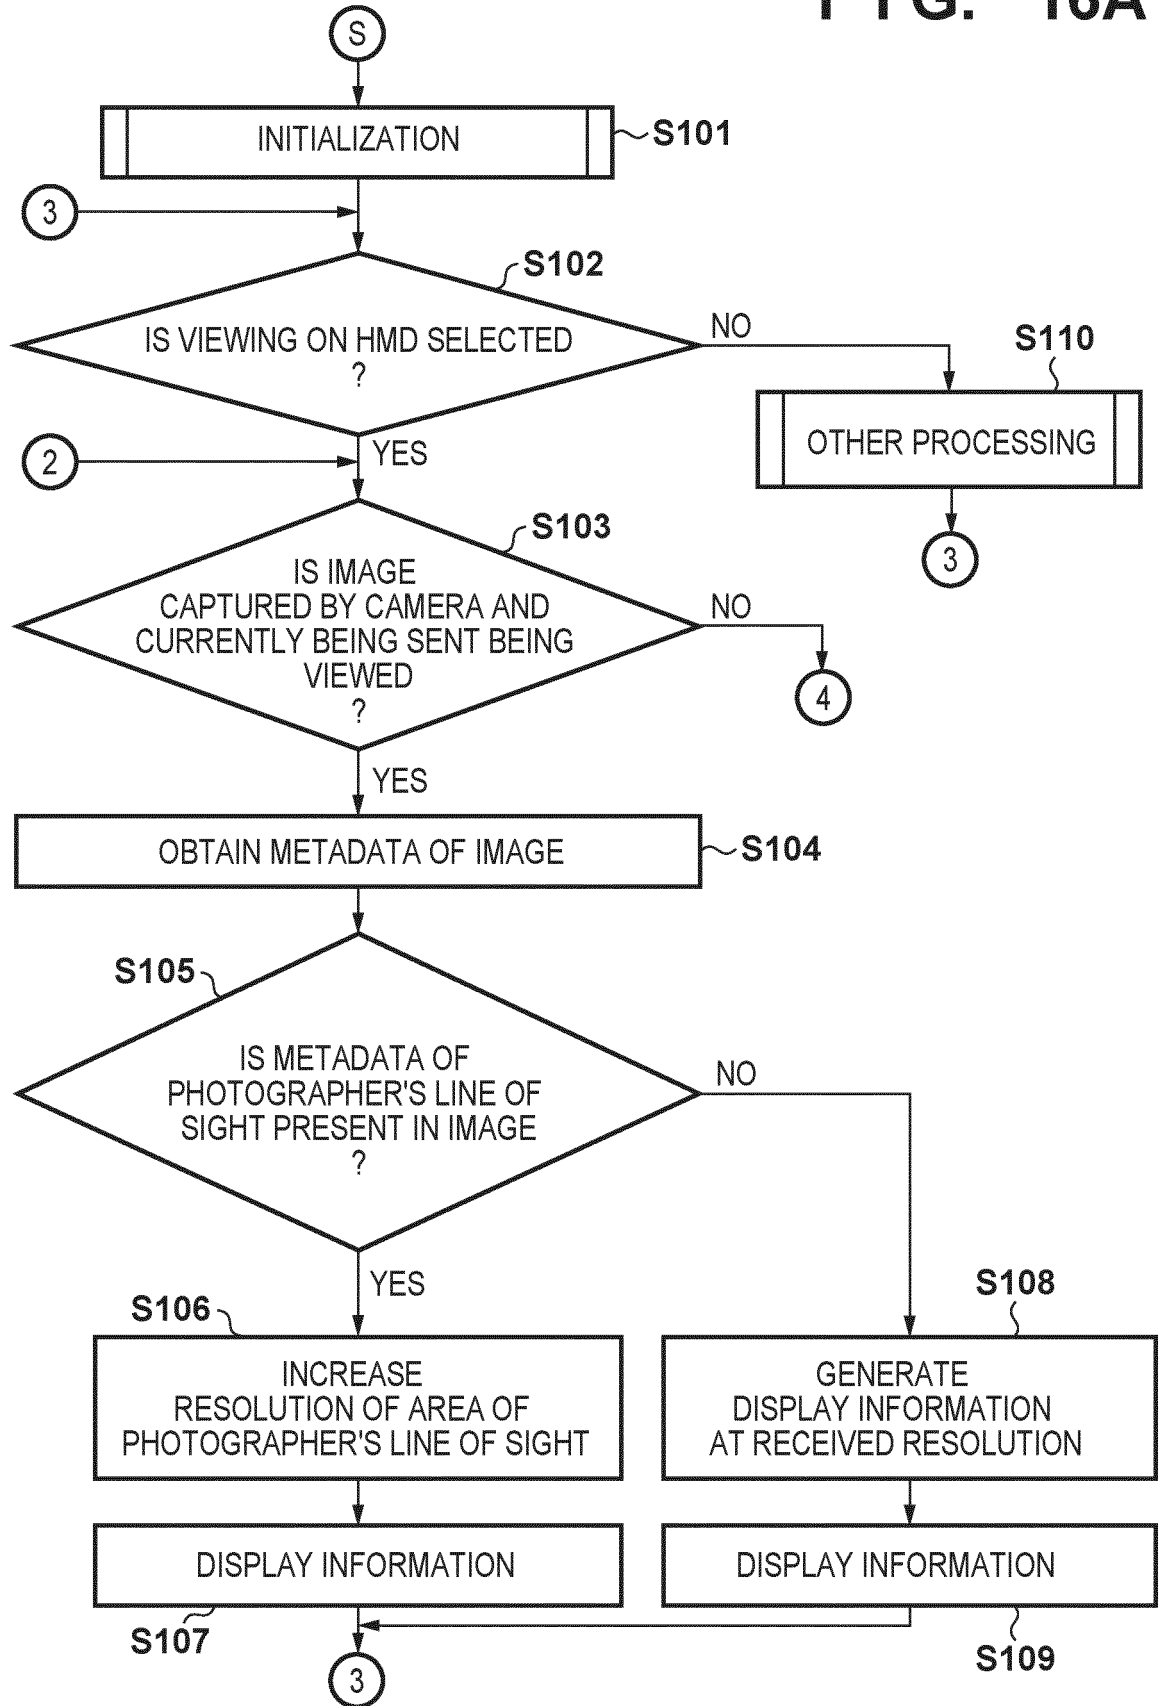 FIG. 16A
S
INITIALIZATION
S101
3
S102
IS VIEWING ON HMD SELECTED
?
NO
S110
OTHER PROCESSING
3
YES
2
S103
IS IMAGE
CAPTURED BY CAMERA AND
CURRENTLY BEING SENT BEING
VIEWED
?
NO
4
YES
OBTAIN METADATA OF IMAGE
S104
S105
IS METADATA OF
PHOTOGRAPHER'S LINE OF
SIGHT PRESENT IN IMAGE
?
NO
YES
S106
INCREASE
RESOLUTION OF AREA OF
PHOTOGRAPHER'S LINE OF SIGHT
S108
GENERATE
DISPLAY INFORMATION
AT RECEIVED RESOLUTION
DISPLAY INFORMATION
S107
DISPLAY INFORMATION
S109
3